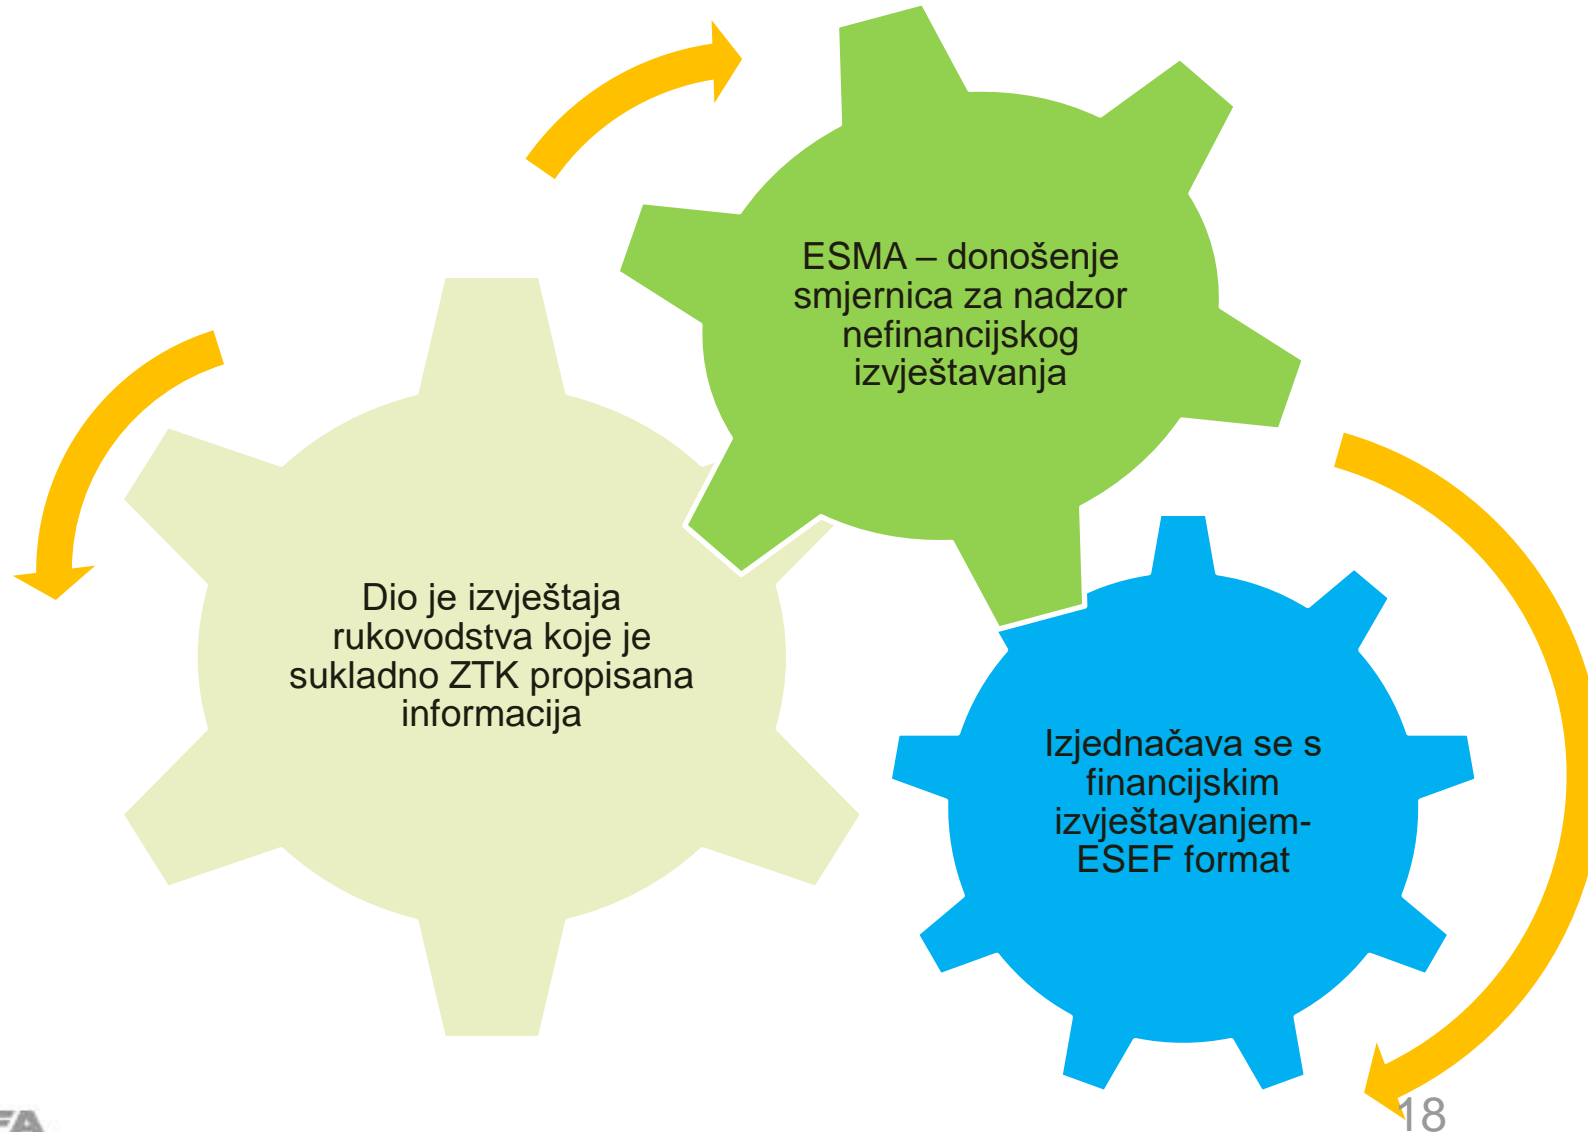 ESMA – donošenje
smjernica za nadzor
nefinancijskog
izvještavanja
Dio je izvještaja
rukovodstva koje je
sukladno ZTK propisana
informacija
Izjednačava se s
financijskim
izvještavanjem-
ESEF format
18